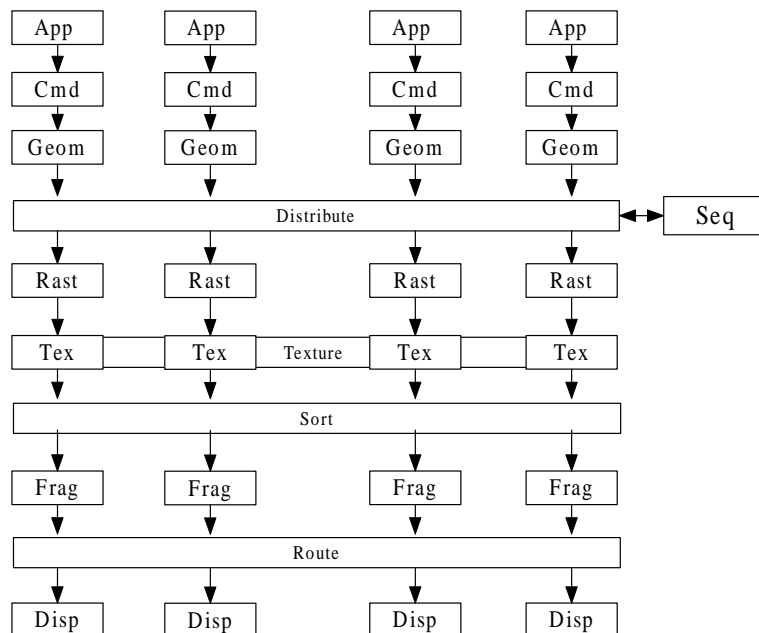 App App App App
Cmd Cmd Cmd Cmd
Geom Geom Geom Geom
Distribute Seq
Rast Rast Rast Rast
Tex Tex Texture Tex Tex
Sort
Frag Frag Frag Frag
Route
Disp Disp Disp Disp